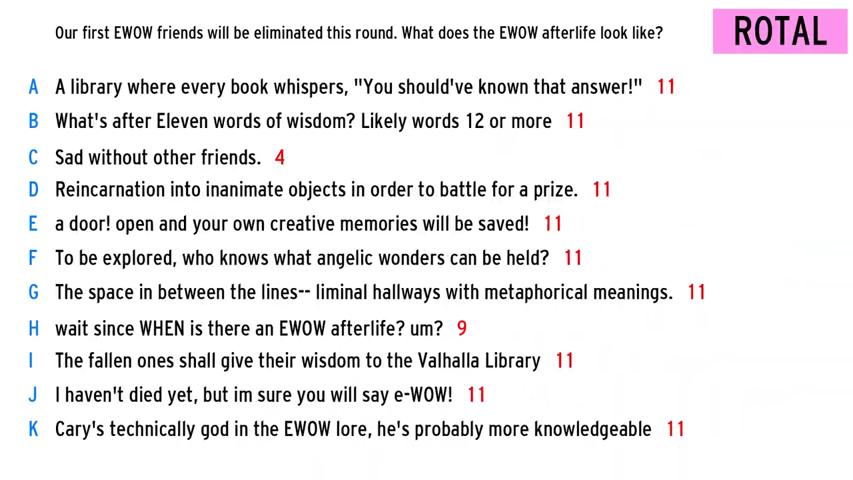 Our first EWOW friends will be eliminated this round. What does the EWOW afterlife look like?
ROTAL
A A library where every book whispers, "You should've known that answer!" 11
B What's after Eleven words of wisdom? Likely words 12 or more 11
C Sad without other friends. 4
D Reincarnation into inanimate objects in order to battle for a prize. 11
E a door! open and your own creative memories will be saved! 11
F To be explored, who knows what angelic wonders can be held? 11
G The space in between the lines-- liminal hallways with metaphorical meanings. 11
H wait since WHEN is there an EWOW afterlife? um? 9
I The fallen ones shall give their wisdom to the Valhalla Library 11
J I haven't died yet, but im sure you will say e-WOW! 11
K Cary's technically god in the EWOW lore, he's probably more knowledgeable 11